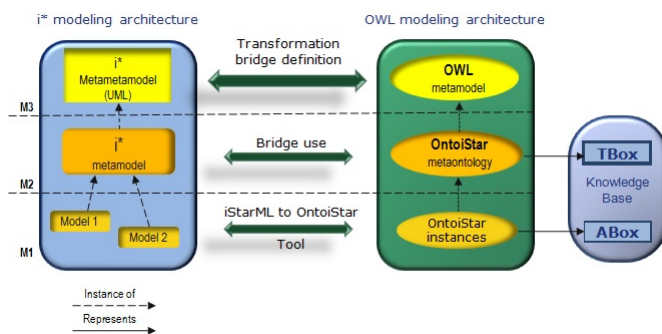 i* modeling architecture
OWL modeling architecture
i*
Metametamodel
(UML)
Transformation
bridge definition
OWL
metamodel
M3
i*
metamodel
Bridge use
OntoiStar
metaontology
TBox
Knowledge
Base
M2
Model 1
Model 2
iStarML to OntoiStar
Tool
OntoiStar
instances
ABox
M1
Instance of
Represents